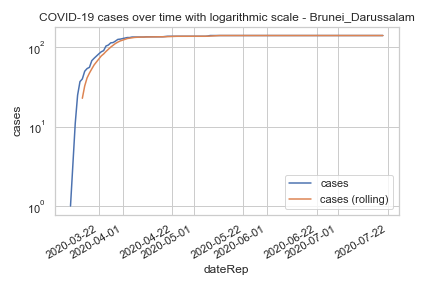 COVID-19 cases over time with logarithmic scale - Brunei_Darussalam
10²
10¹
10⁰
cases
cases
cases (rolling)
2020-03-22
2020-04-01
2020-04-22
2020-05-01
2020-05-22
2020-06-01
2020-06-22
2020-07-01
2020-07-22
dateRep